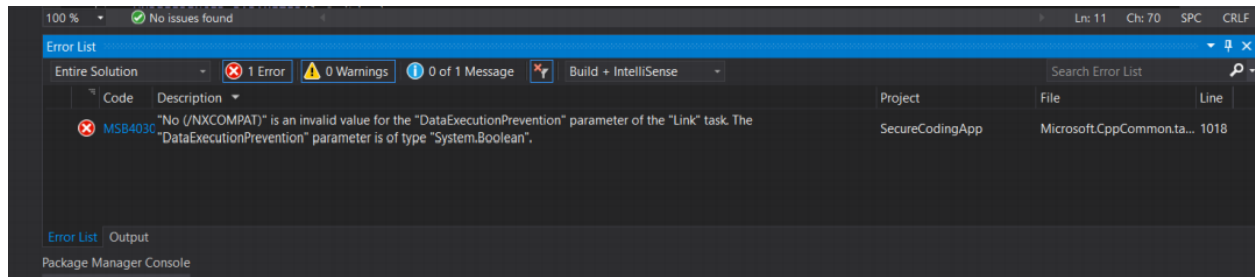 100 % No issues found Ln: 11 Ch: 70 SPC CRLF
Error List
Entire Solution 1 Error 0 Warnings 0 of 1 Message Build + IntelliSense Search Error List
Code Description Project File Line
MSB4030 "No (/NXCOMPAT)" is an invalid value for the "DataExecutionPrevention" parameter of the "Link" task. The SecureCodingApp Microsoft.CppCommon.ta... 1018
"DataExecutionPrevention" parameter is of type "System.Boolean".
Error List Output
Package Manager Console